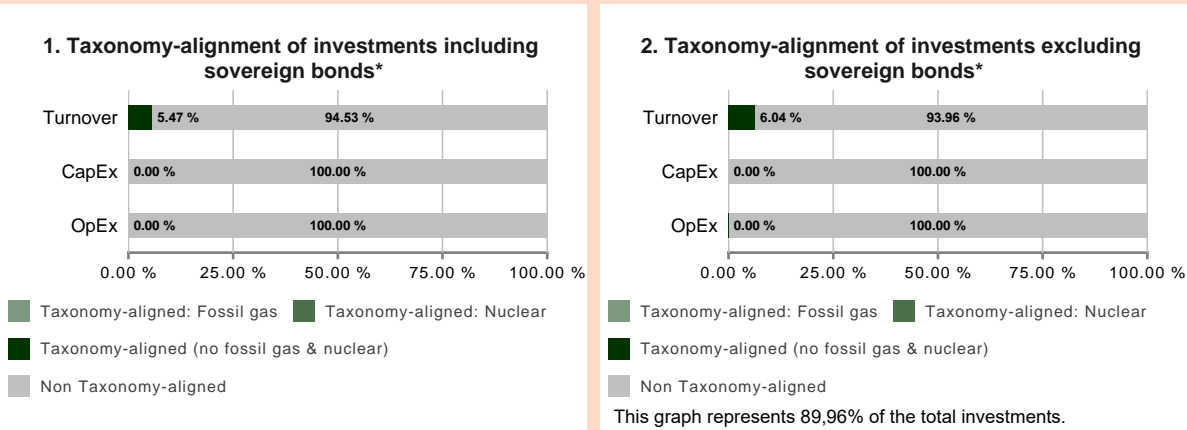 1. Taxonomy-alignment of investments including
sovereign bonds*
Turnover 5.47 % 94.53 %
CapEx 0.00 % 100.00 %
OpEx 0.00 % 100.00 %
0.00 % 25.00 % 50.00 % 75.00 % 100.00 %
Taxonomy-aligned: Fossil gas Taxonomy-aligned: Nuclear
Taxonomy-aligned (no fossil gas & nuclear)
Non Taxonomy-aligned
2. Taxonomy-alignment of investments excluding
sovereign bonds*
Turnover 6.04 % 93.96 %
CapEx 0.00 % 100.00 %
OpEx 0.00 % 100.00 %
0.00 % 25.00 % 50.00 % 75.00 % 100.00 %
Taxonomy-aligned: Fossil gas Taxonomy-aligned: Nuclear
Taxonomy-aligned (no fossil gas & nuclear)
Non Taxonomy-aligned
This graph represents 89,96% of the total investments.